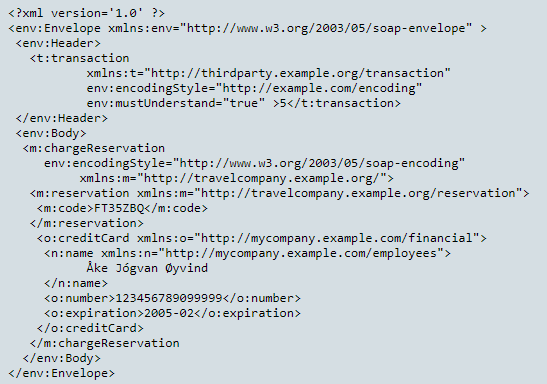 <?xml version='1.0' ?>
<env:Envelope xmlns:env="http://www.w3.org/2003/05/soap-envelope" >
<env:Header>
<t:transaction
xmlns:t="http://thirdparty.example.org/transaction"
env:encodingStyle="http://example.com/encoding"
env:mustUnderstand="true" >5</t:transaction>
</env:Header>
<env:Body>
<m:chargeReservation
env:encodingStyle="http://www.w3.org/2003/05/soap-encoding"
xmlns:m="http://travelcompany.example.org/">
<m:reservation xmlns:m="http://travelcompany.example.org/reservation">
<m:code>FT35ZBQ</m:code>
</m:reservation>
<o:creditCard xmlns:o="http://mycompany.example.com/financial">
<n:name xmlns:n="http://mycompany.example.com/employees">
Åke Jógvan Øyvind
</n:name>
<o:number>123456789099999</o:number>
<o:expiration>2005-02</o:expiration>
</o:creditCard>
</m:chargeReservation
</env:Body>
</env:Envelope>